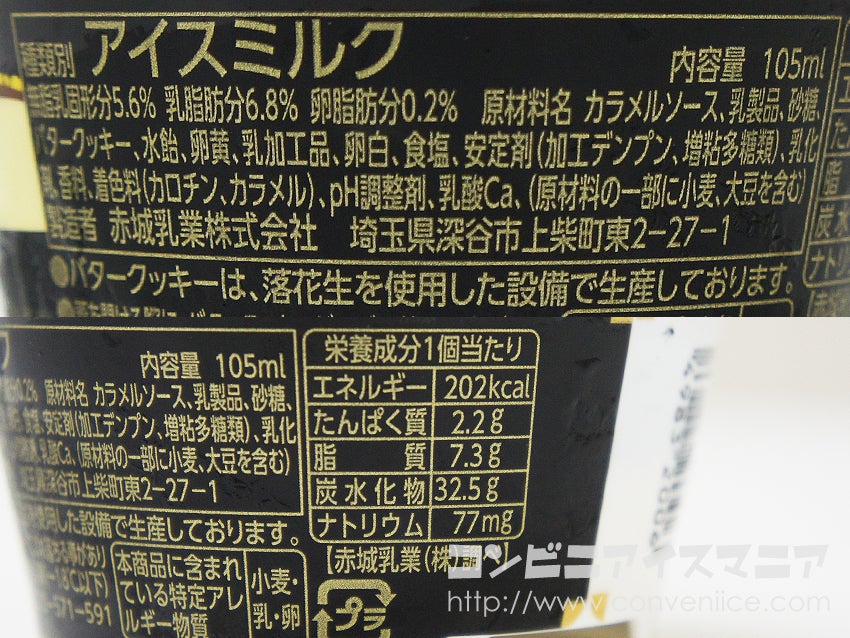 種類別 アイスミルク 内容量 105ml
無脂乳固形分5.6% 乳脂肪分6.8% 卵脂肪分0.2% 原材料名 カラメルソース、乳製品、砂糖、
バタークッキー、水飴、卵黄、乳加工品、卵白、食塩、安定剤(加工デンプン、増粘多糖類)、乳化
剤、香料、着色料(カロチン、カラメル)、pH調整剤、乳酸Ca、(原材料の一部に小麦、大豆を含む)
製造者 赤城乳業株式会社 埼玉県深谷市上柴町東2−27−1
●バタークッキーは、落花生を使用した設備で生産しております。
内容量 105ml
分0.2% 原材料名 カラメルソース、乳製品、砂糖、
食塩、安定剤(加工デンプン、増粘多糖類)、乳化
乳酸Ca、(原材料の一部に小麦、大豆を含む)
埼玉県深谷市上柴町東2−27−1
使用した設備で生産しております。
本商品に含まれ
ている特定アレ
ルギー物質
小麦・
乳・卵
栄養成分1個当たり
エネルギー 202kcal
たんぱく質 2.2g
脂質 7.3g
炭水化物 32.5g
ナトリウム 77mg
【赤城乳業(株)調べ】
プラ
コンビニアイスマニア
http://www.conveniice.com/